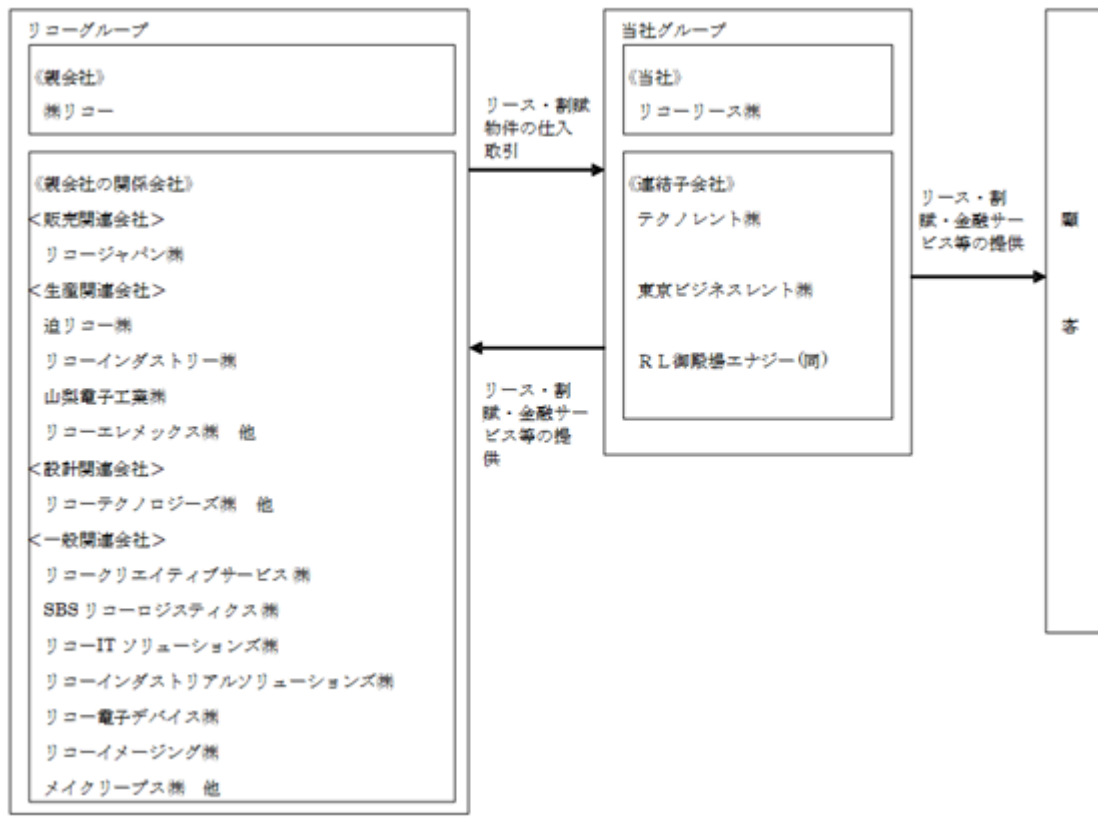 リコーグループ
《親会社》
㈱リコー
《親会社の関係会社》
＜販売関連会社＞
リコージャパン㈱
＜生産関連会社＞
迫リコー㈱
リコーインダストリー㈱
山梨電子工業㈱
リコーエレメックス㈱　他
＜設計関連会社＞
リコーテクノロジーズ㈱　他
＜一般関連会社＞
リコークリエイティブサービス㈱
SBSリコーロジスティクス㈱
リコーITソリューションズ㈱
リコーインダストリアルソリューションズ㈱
リコー電子デバイス㈱
リコーイメージング㈱
メイクリープス㈱　他
リース・割賦
物件の仕入
取引
リース・割
賦・金融サー
ビス等の提
供
当社グループ
《当社》
リコーリース㈱
《連結子会社》
テクノレント㈱
東京ビジネスレント㈱
ＲＬ御殿場エナジー(同)
リース・割
賦・金融サー
ビス等の提供
顧
客